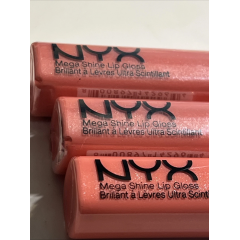 NYX
Mega Shine Lip Gloss
Brillant à Lèvres Ultra Scintillant
NYX
Mega Shine Lip Gloss
Brillant à Lèvres Ultra Scintillant
NYX
Mega Shine Lip Gloss
Brillant à Lèvres Ultra Scintillant